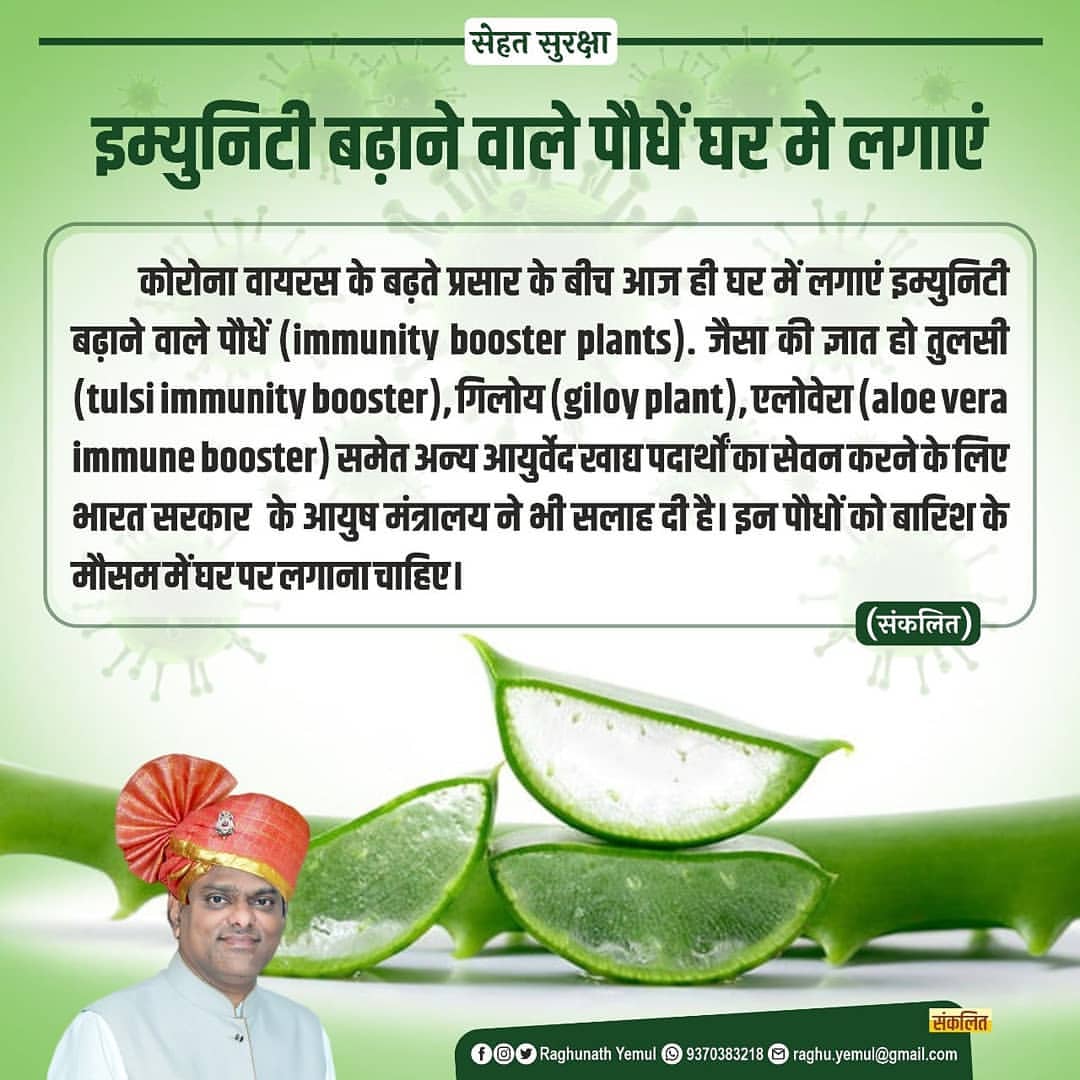 सेहत सुरक्षा
इम्युनिटी बढ़ाने वाले पौधें घर मे लगाएं
कोरोना वायरस के बढ़ते प्रसार के बीच आज ही घर में लगाएं इम्युनिटी
बढ़ाने वाले पौधें (immunity booster plants). जैसा की ज्ञात हो तुलसी
(tulsi immunity booster), गिलोय (giloy plant), एलोवेरा (aloe vera
immune booster) समेत अन्य आयुर्वेद खाद्य पदार्थों का सेवन करने के लिए
भारत सरकार के आयुष मंत्रालय ने भी सलाह दी है। इन पौधों को बारिश के
मौसम में घर पर लगाना चाहिए।
(संकलित)
संकलित
Raghunath Yemul 9370383218 raghu.yemul@gmail.com